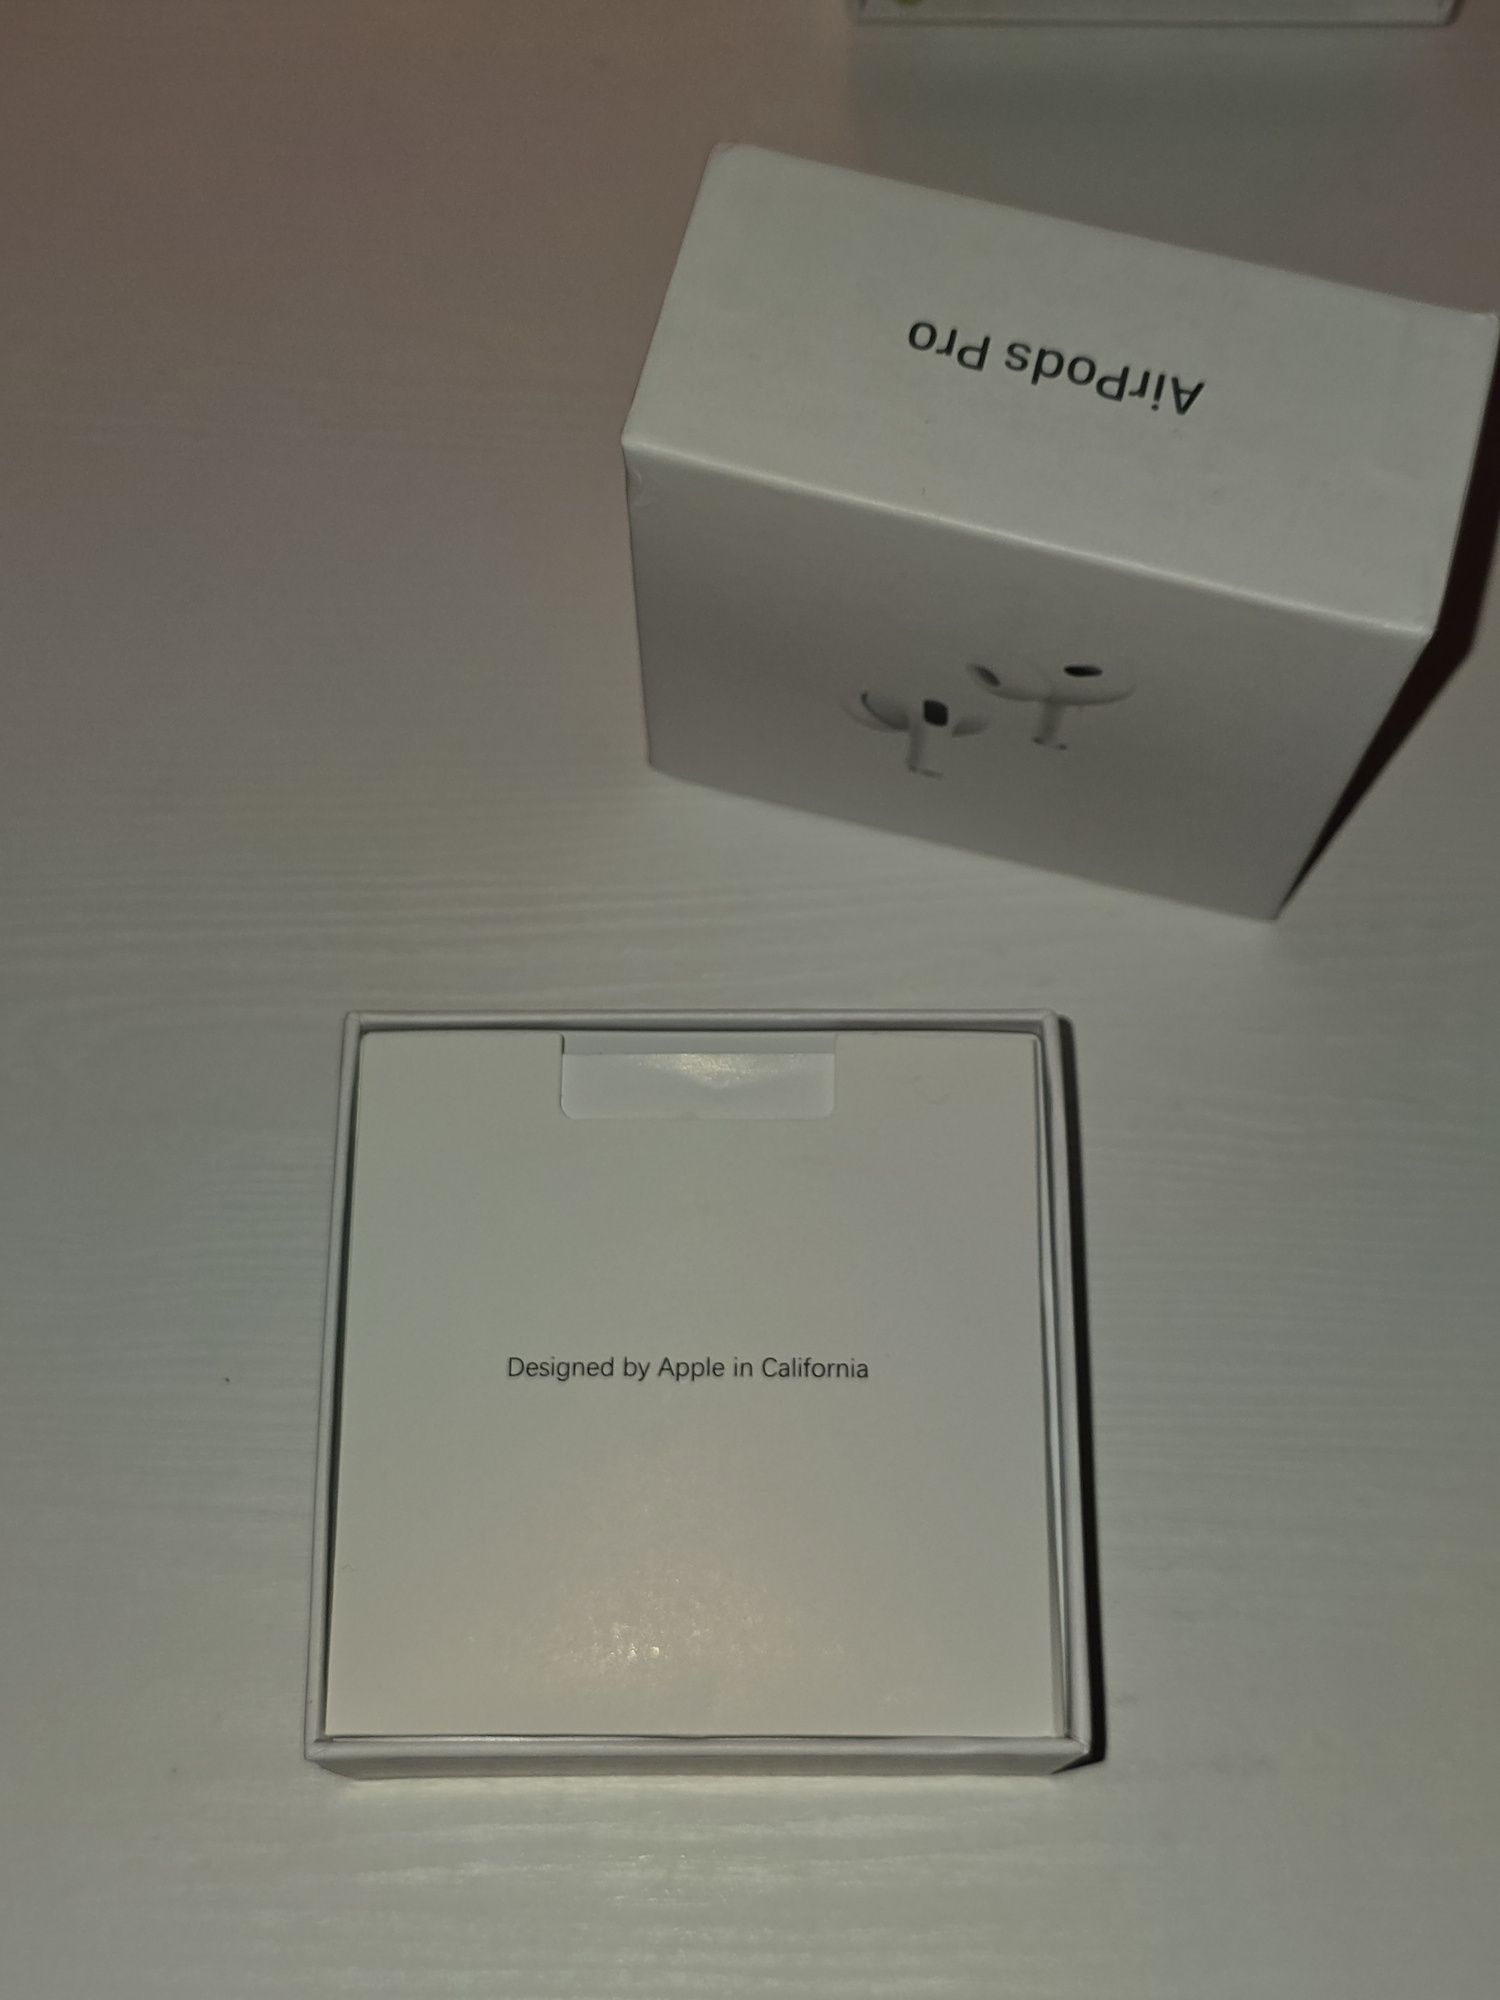 AirPods Pro
Designed by Apple in California